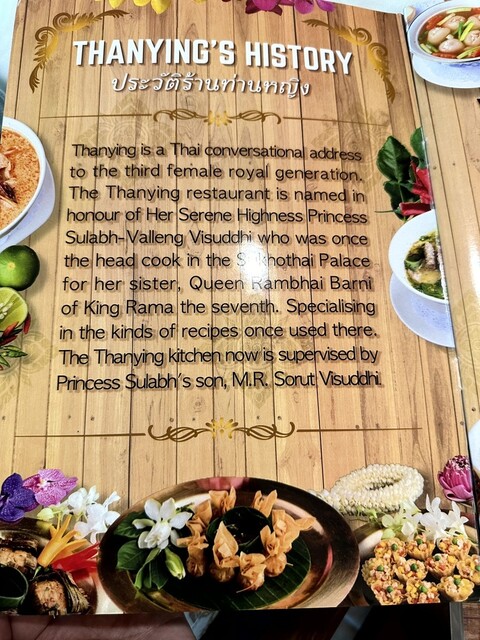 THANYING'S HISTORY
ประวัติร้านท่านหญิง
Thanying is a Thai conversational address
to the third female royal generation.
The Thanying restaurant is named in
honour of Her Serene Highness Princess
Sulabh-Valleng Visuddhi who was once
the head cook in the Sukhothai Palace
for her sister, Queen Rambhai Barni
of King Rama the seventh. Specialising
in the kinds of recipes once used there.
The Thanying kitchen now is supervised by
Princess Sulabh's son, M.R. Sorut Visuddhi